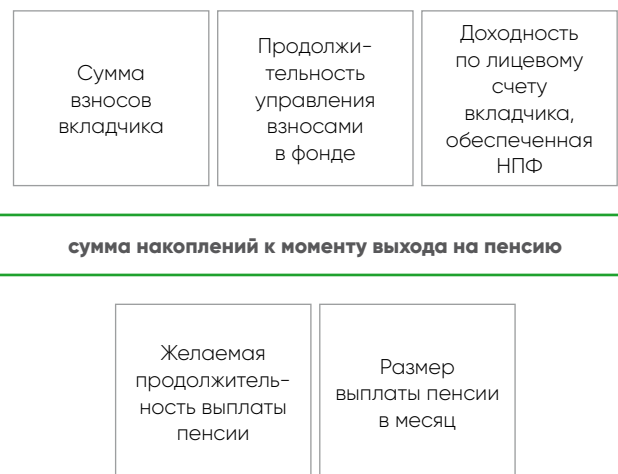 Сумма
взносов
вкладчика
Продолжи-
тельность
управления
взносами
в фонде
Доходность
по лицевому
счету
вкладчика,
обеспеченная
НПФ
сумма накоплений к моменту выхода на пенсию
Желаемая
продолжитель-
ность выплаты
пенсии
Размер
выплаты пенсии
в месяц